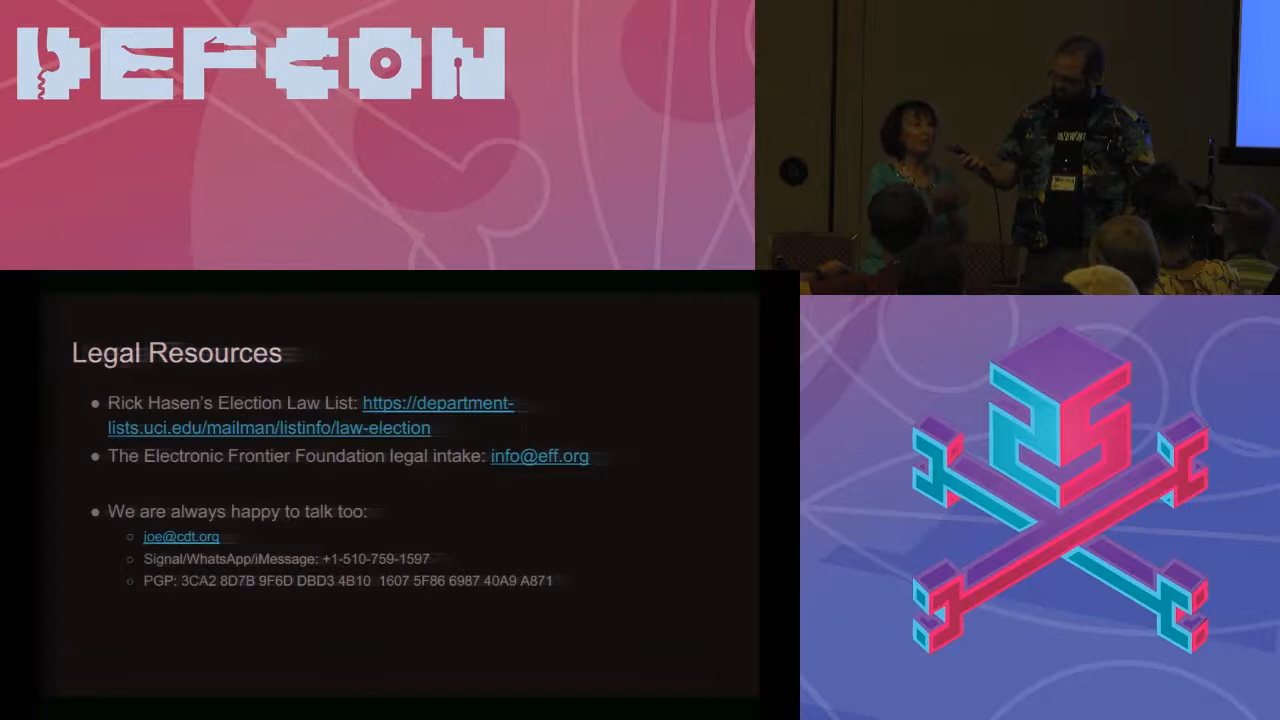 DEFCON
Legal Resources
● Rick Hasen's Election Law List: https://department-
lists.uci.edu/mailman/listinfo/law-election
● The Electronic Frontier Foundation legal intake: info@eff.org
● We are always happy to talk too:
○ joe@cdt.org
○ Signal/WhatsApp/iMessage: +1-510-759-1597
○ PGP: 3CA2 8D7B 9F6D DBD3 4B10  1607 5F86 6987 40A9 A871
25